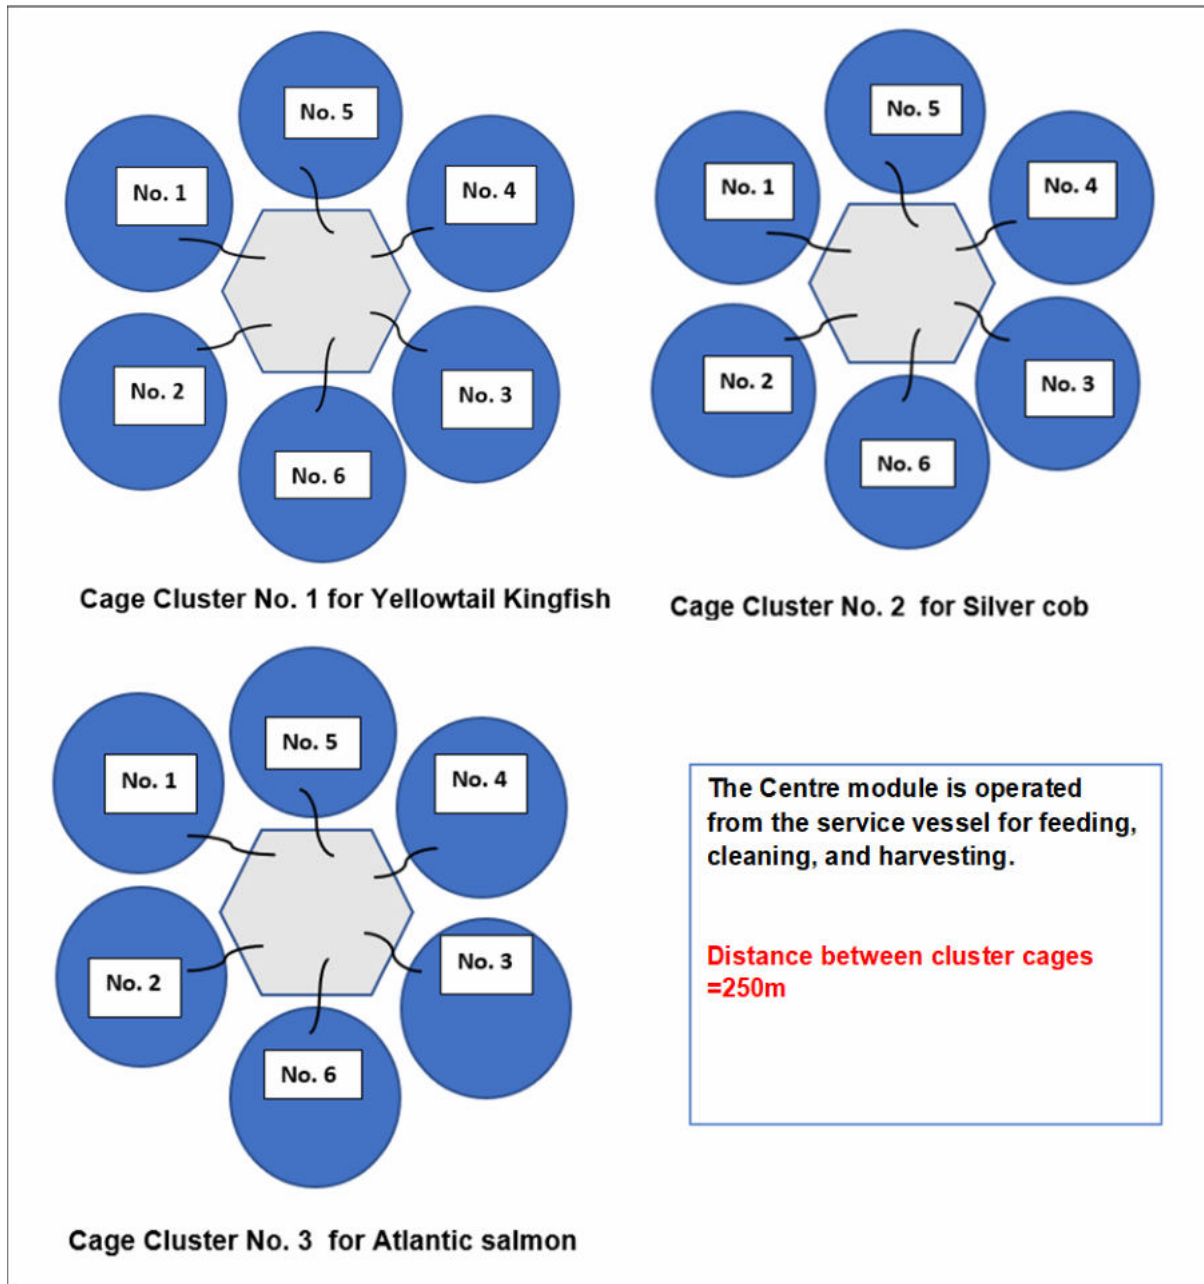 No. 5
No. 1
No. 4
No. 2
No. 3
No. 6
Cage Cluster No. 1 for Yellowtail Kingfish
No. 5
No. 1
No. 4
No. 2
No. 3
No. 6
Cage Cluster No. 2 for Silver cob
No. 5
No. 1
No. 4
No. 2
No. 3
No. 6
Cage Cluster No. 3 for Atlantic salmon
The Centre module is operated
from the service vessel for feeding,
cleaning, and harvesting.
Distance between cluster cages
=250m